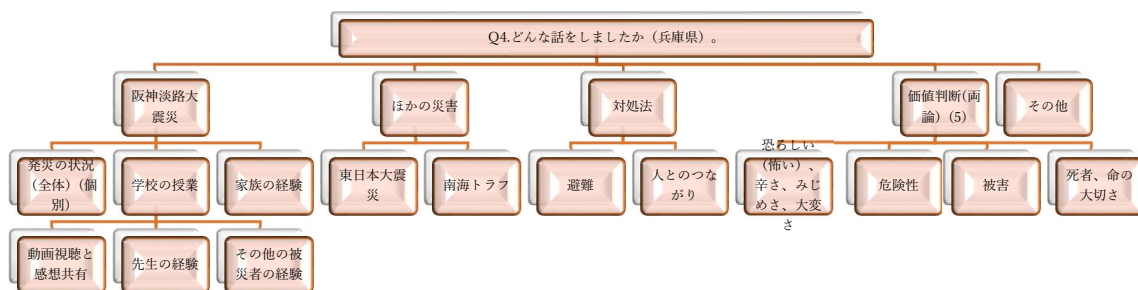 Q4.どんな話をしましたか（兵庫県）。
阪神淡路大
震災
ほかの災害
対処法
価値判断(両
論)（5）
その他
発災の状況
（全体）（個
別）
学校の授業
家族の経験
東日本大震
災
南海トラフ
避難
人とのつな
がり
恐ろしい
（怖い）、
辛さ、みじ
めさ、大変
さ
危険性
被害
死者、命の
大切さ
動画視聴と
感想共有
先生の経験
その他の被
災者の経験